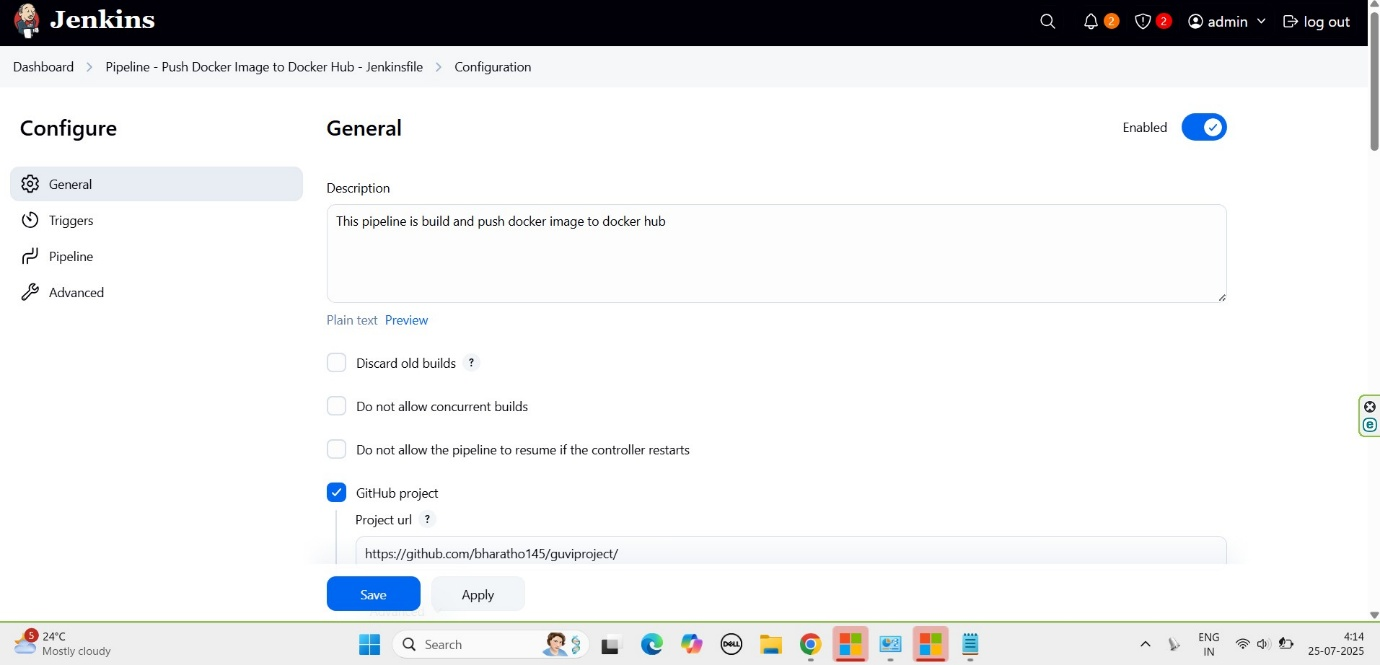 Jenkins
2
2
admin
log out
Dashboard > Pipeline - Push Docker Image to Docker Hub - Jenkinsfile > Configuration
Configure
General
Triggers
Pipeline
Advanced
General
Enabled
Description
This pipeline is build and push docker image to docker hub
Plain text Preview
Discard old builds ?
Do not allow concurrent builds
Do not allow the pipeline to resume if the controller restarts
GitHub project
Project url ?
https://github.com/bharatho145/guviproject/
Save
Apply
5
24°C
Mostly cloudy
Search
DELL
ENG
IN
4:14
25-07-2025